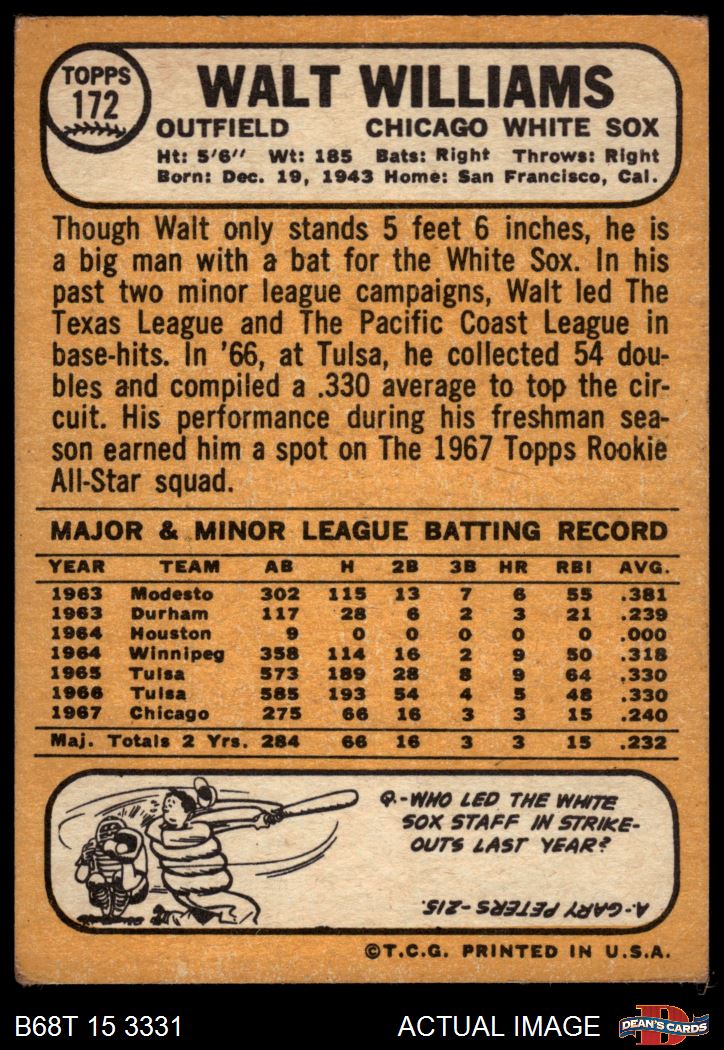 TOPPS
172
WALT WILLIAMS
OUTFIELD CHICAGO WHITE SOX
Ht: 5'6" Wt: 185 Bats: Right Throws: Right
Born: Dec. 19, 1943 Home: San Francisco, Cal.
Though Walt only stands 5 feet 6 inches, he is
a big man with a bat for the White Sox. In his
past two minor league campaigns, Walt led The
Texas League and The Pacific Coast League in
base-hits. In '66, at Tulsa, he collected 54 dou-
bles and compiled a .330 average to top the cir-
cuit. His performance during his freshman sea-
son earned him a spot on The 1967 Topps Rookie
All-Star squad.
MAJOR & MINOR LEAGUE BATTING RECORD
YEAR TEAM AB H 2B 3B HR RBI AVG.
1963 Modesto 302 115 13 7 6 55 .381
1963 Durham 117 28 6 2 3 21 .239
1964 Houston 9 0 0 0 0 0 .000
1964 Winnipeg 358 114 16 2 9 50 .318
1965 Tulsa 573 189 28 8 9 64 .330
1966 Tulsa 585 193 54 4 5 48 .330
1967 Chicago 275 66 16 3 3 15 .240
Maj. Totals 2 Yrs. 284 66 16 3 3 15 .232
Q.-WHO LED THE WHITE
SOX STAFF IN STRIKE-
OUTS LAST YEAR?
A.-GARY PETERS-215.
©T.C.G. PRINTED IN U.S.A.
B68T 15 3331 ACTUAL IMAGE
D
DEAN'S CARDS